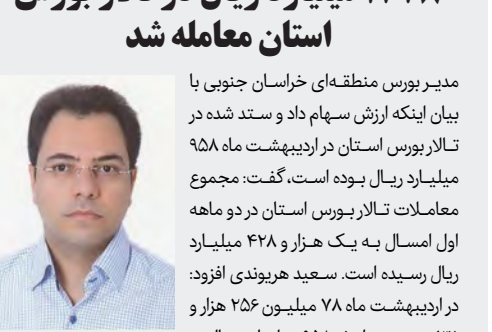 استان معامله شد
مدیر بورس منطقه‌ای خراسان جنوبی با
بیان اینکه ارزش سهام داد و ستد شده در
تالار بورس استان در اردیبهشت ماه ۹۵۸
میلیارد ریال بوده است، گفت: مجموع
معاملات تالار بورس استان در دو ماهه
اول امسال به یک هزار و ۴۲۸ میلیارد
ریال رسیده است. سعید هریوندی افزود:
در اردیبهشت ماه ۷۸ میلیون ۲۵۶ هزار و